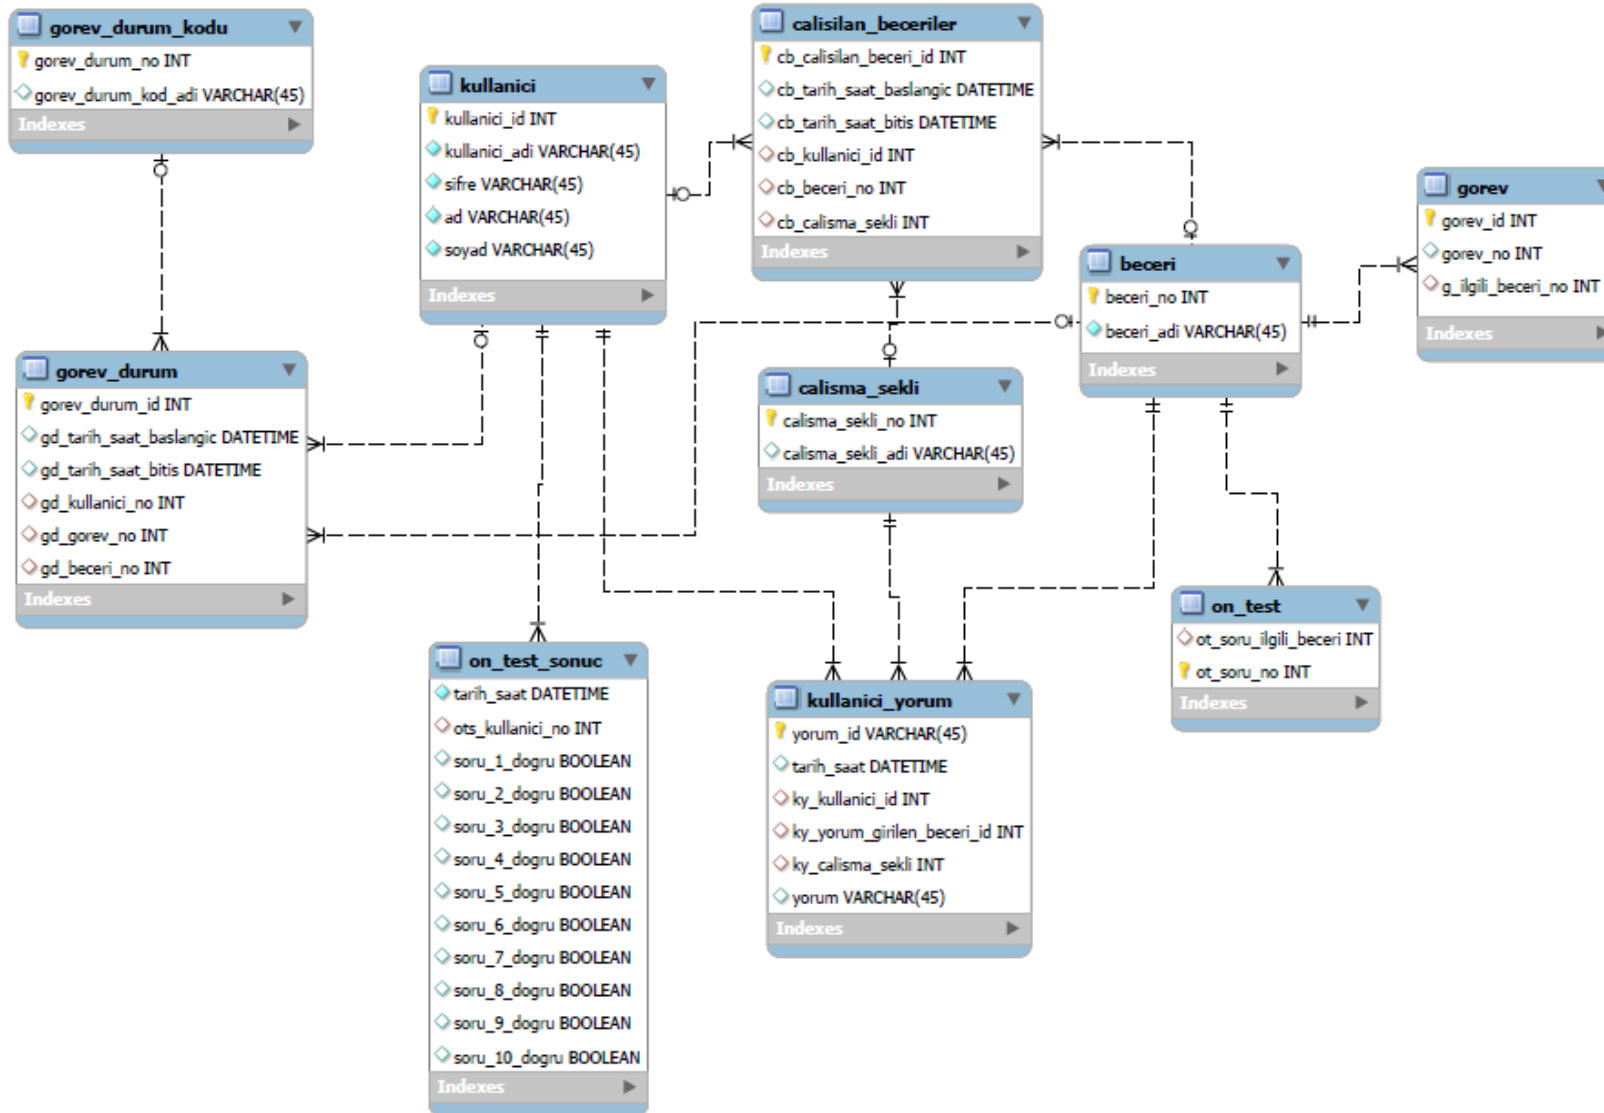 gorev_durum_kodu
gorev_durum_no INT
gorev_durum_kod_adi VARCHAR(45)
Indexes
kullanici
kullanici_id INT
kullanici_adi VARCHAR(45)
sifre VARCHAR(45)
ad VARCHAR(45)
soyad VARCHAR(45)
Indexes
calisilan_beceriler
cb_calisilan_beceri_id INT
cb_tarih_saat_baslangic DATETIME
cb_tarih_saat_bitis DATETIME
cb_kullanici_id INT
cb_beceri_no INT
cb_calisma_sekli INT
Indexes
gorev
gorev_id INT
gorev_no INT
g_ilgili_beceri_no INT
Indexes
beceri
beceri_no INT
beceri_adi VARCHAR(45)
Indexes
gorev_durum
gorev_durum_id INT
gd_tarih_saat_baslangic DATETIME
gd_tarih_saat_bitis DATETIME
gd_kullanici_no INT
gd_gorev_no INT
gd_beceri_no INT
Indexes
calisma_sekli
calisma_sekli_no INT
calisma_sekli_adi VARCHAR(45)
Indexes
on_test
ot_soru_ilgili_beceri INT
ot_soru_no INT
Indexes
on_test_sonuc
tarih_saat DATETIME
ots_kullanici_no INT
soru_1_dogru BOOLEAN
soru_2_dogru BOOLEAN
soru_3_dogru BOOLEAN
soru_4_dogru BOOLEAN
soru_5_dogru BOOLEAN
soru_6_dogru BOOLEAN
soru_7_dogru BOOLEAN
soru_8_dogru BOOLEAN
soru_9_dogru BOOLEAN
soru_10_dogru BOOLEAN
Indexes
kullanici_yorum
yorum_id VARCHAR(45)
tarih_saat DATETIME
ky_kullanici_id INT
ky_yorum_girilen_beceri_id INT
ky_calisma_sekli INT
yorum VARCHAR(45)
Indexes